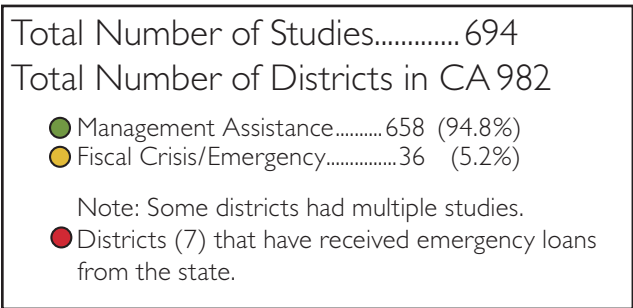 Total Number of Studies.............694
Total Number of Districts in CA 982
Management Assistance..........658 (94.8%)
Fiscal Crisis/Emergency...............36 (5.2%)
Note: Some districts had multiple studies.
Districts (7) that have received emergency loans
from the state.